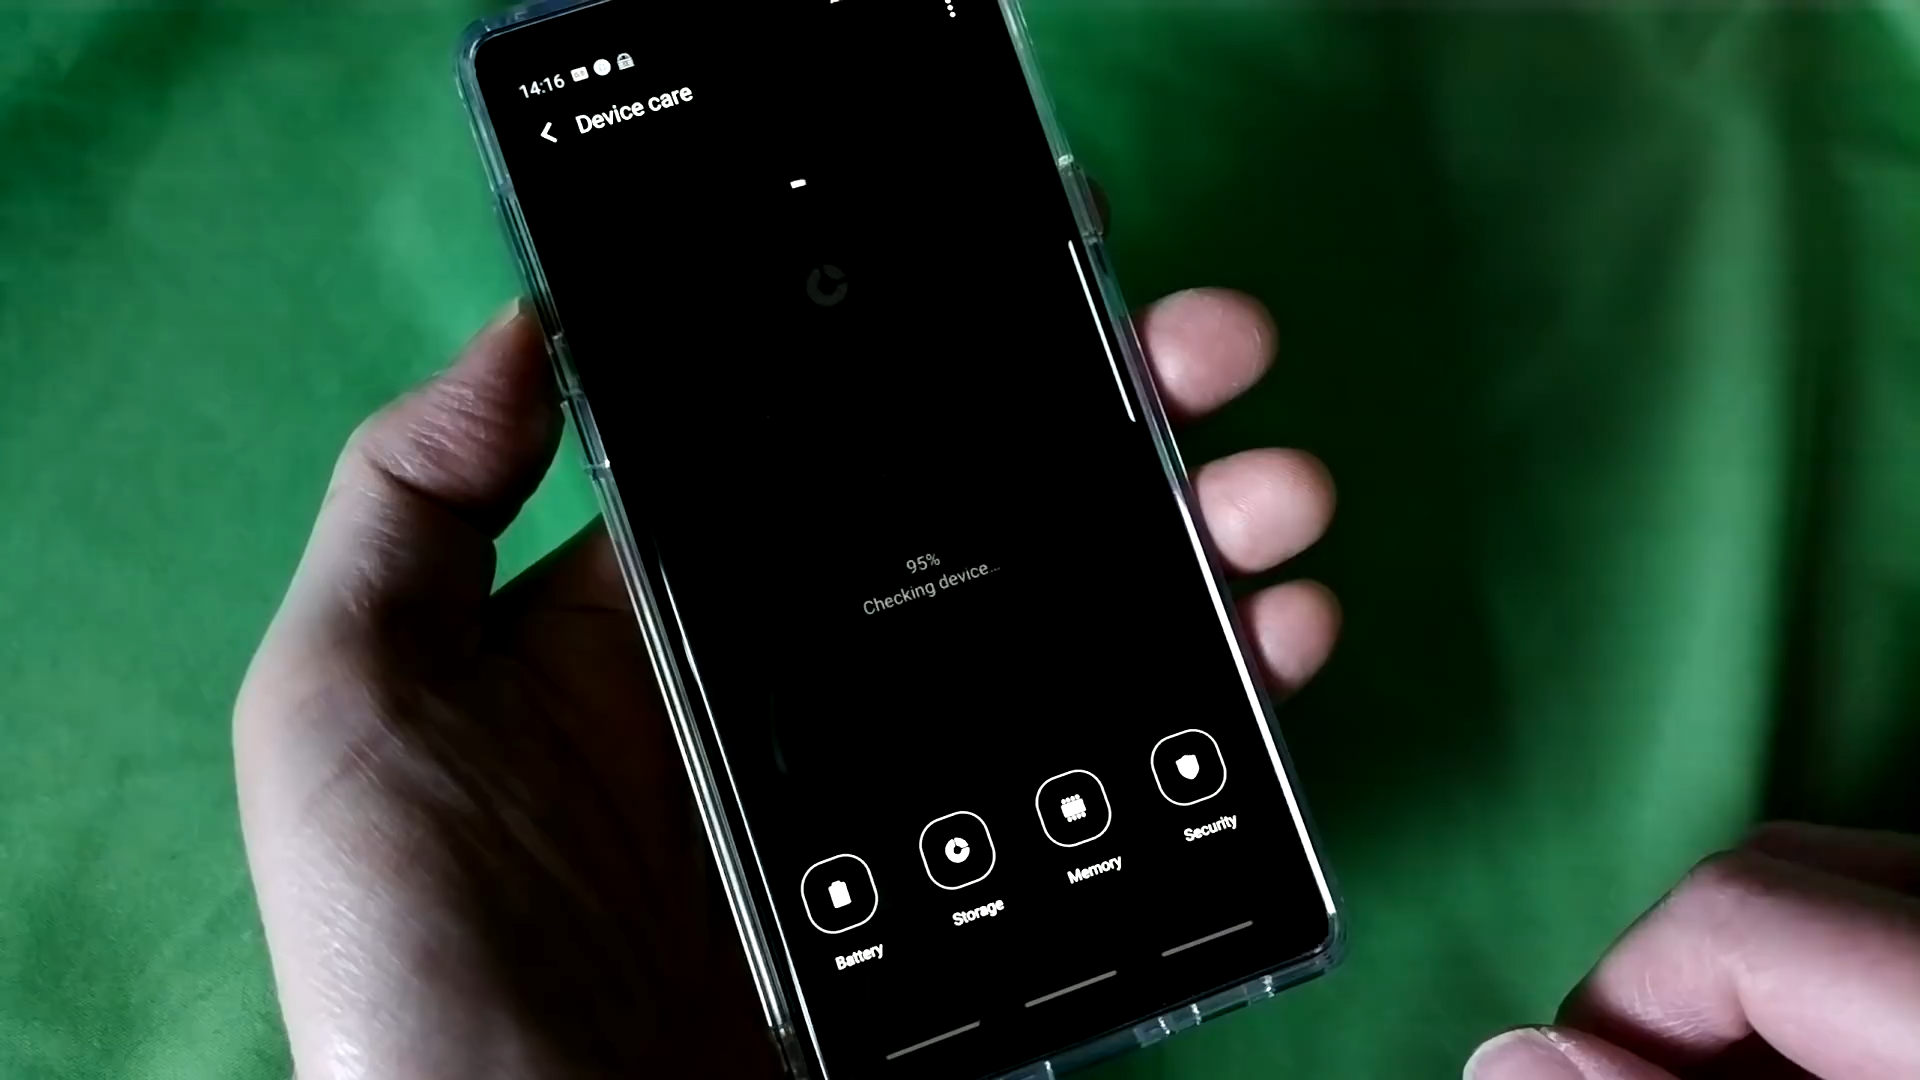 14:16
Device care
95%
Checking device...
Battery
Storage
Memory
Security